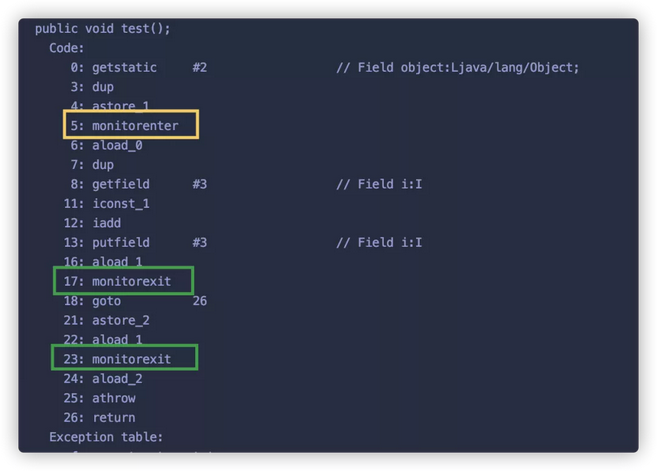 public void test();
Code:
0: getstatic #2 // Field object:Ljava/lang/Object;
3: dup
4: astore_1
5: monitorenter
6: aload_0
7: dup
8: getfield #3 // Field i:I
11: iconst_1
12: iadd
13: putfield #3 // Field i:I
16: aload_1
17: monitorexit
18: goto 26
21: astore_2
22: aload_1
23: monitorexit
24: aload_2
25: athrow
26: return
Exception table: